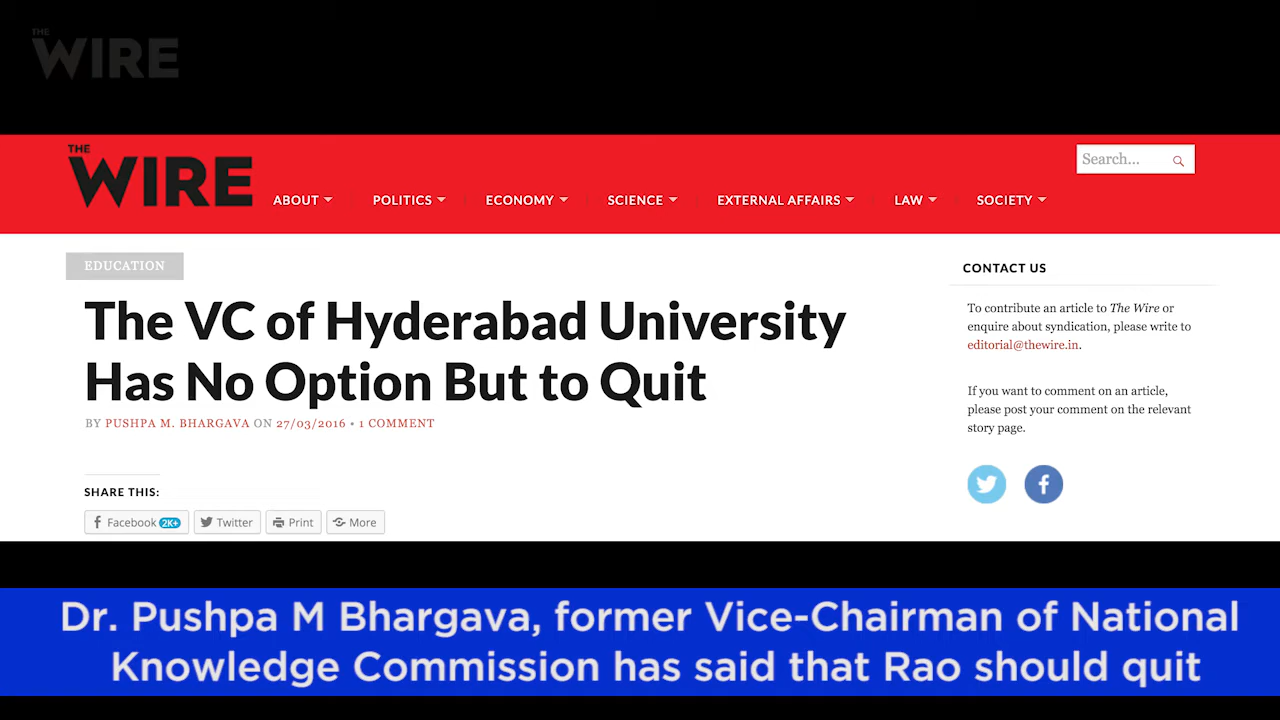 THE
WIRE
THE
WIRE
Search...
ABOUT
POLITICS
ECONOMY
SCIENCE
EXTERNAL AFFAIRS
LAW
SOCIETY
EDUCATION
The VC of Hyderabad University
Has No Option But to Quit
BY PUSHPA M. BHARGAVA ON 27/03/2016 • 1 COMMENT
SHARE THIS:
Facebook 2K+
Twitter
Print
More
CONTACT US
To contribute an article to The Wire or
enquire about syndication, please write to
editorial@thewire.in.
If you want to comment on an article,
please post your comment on the relevant
story page.
Dr. Pushpa M Bhargava, former Vice-Chairman of National
Knowledge Commission has said that Rao should quit